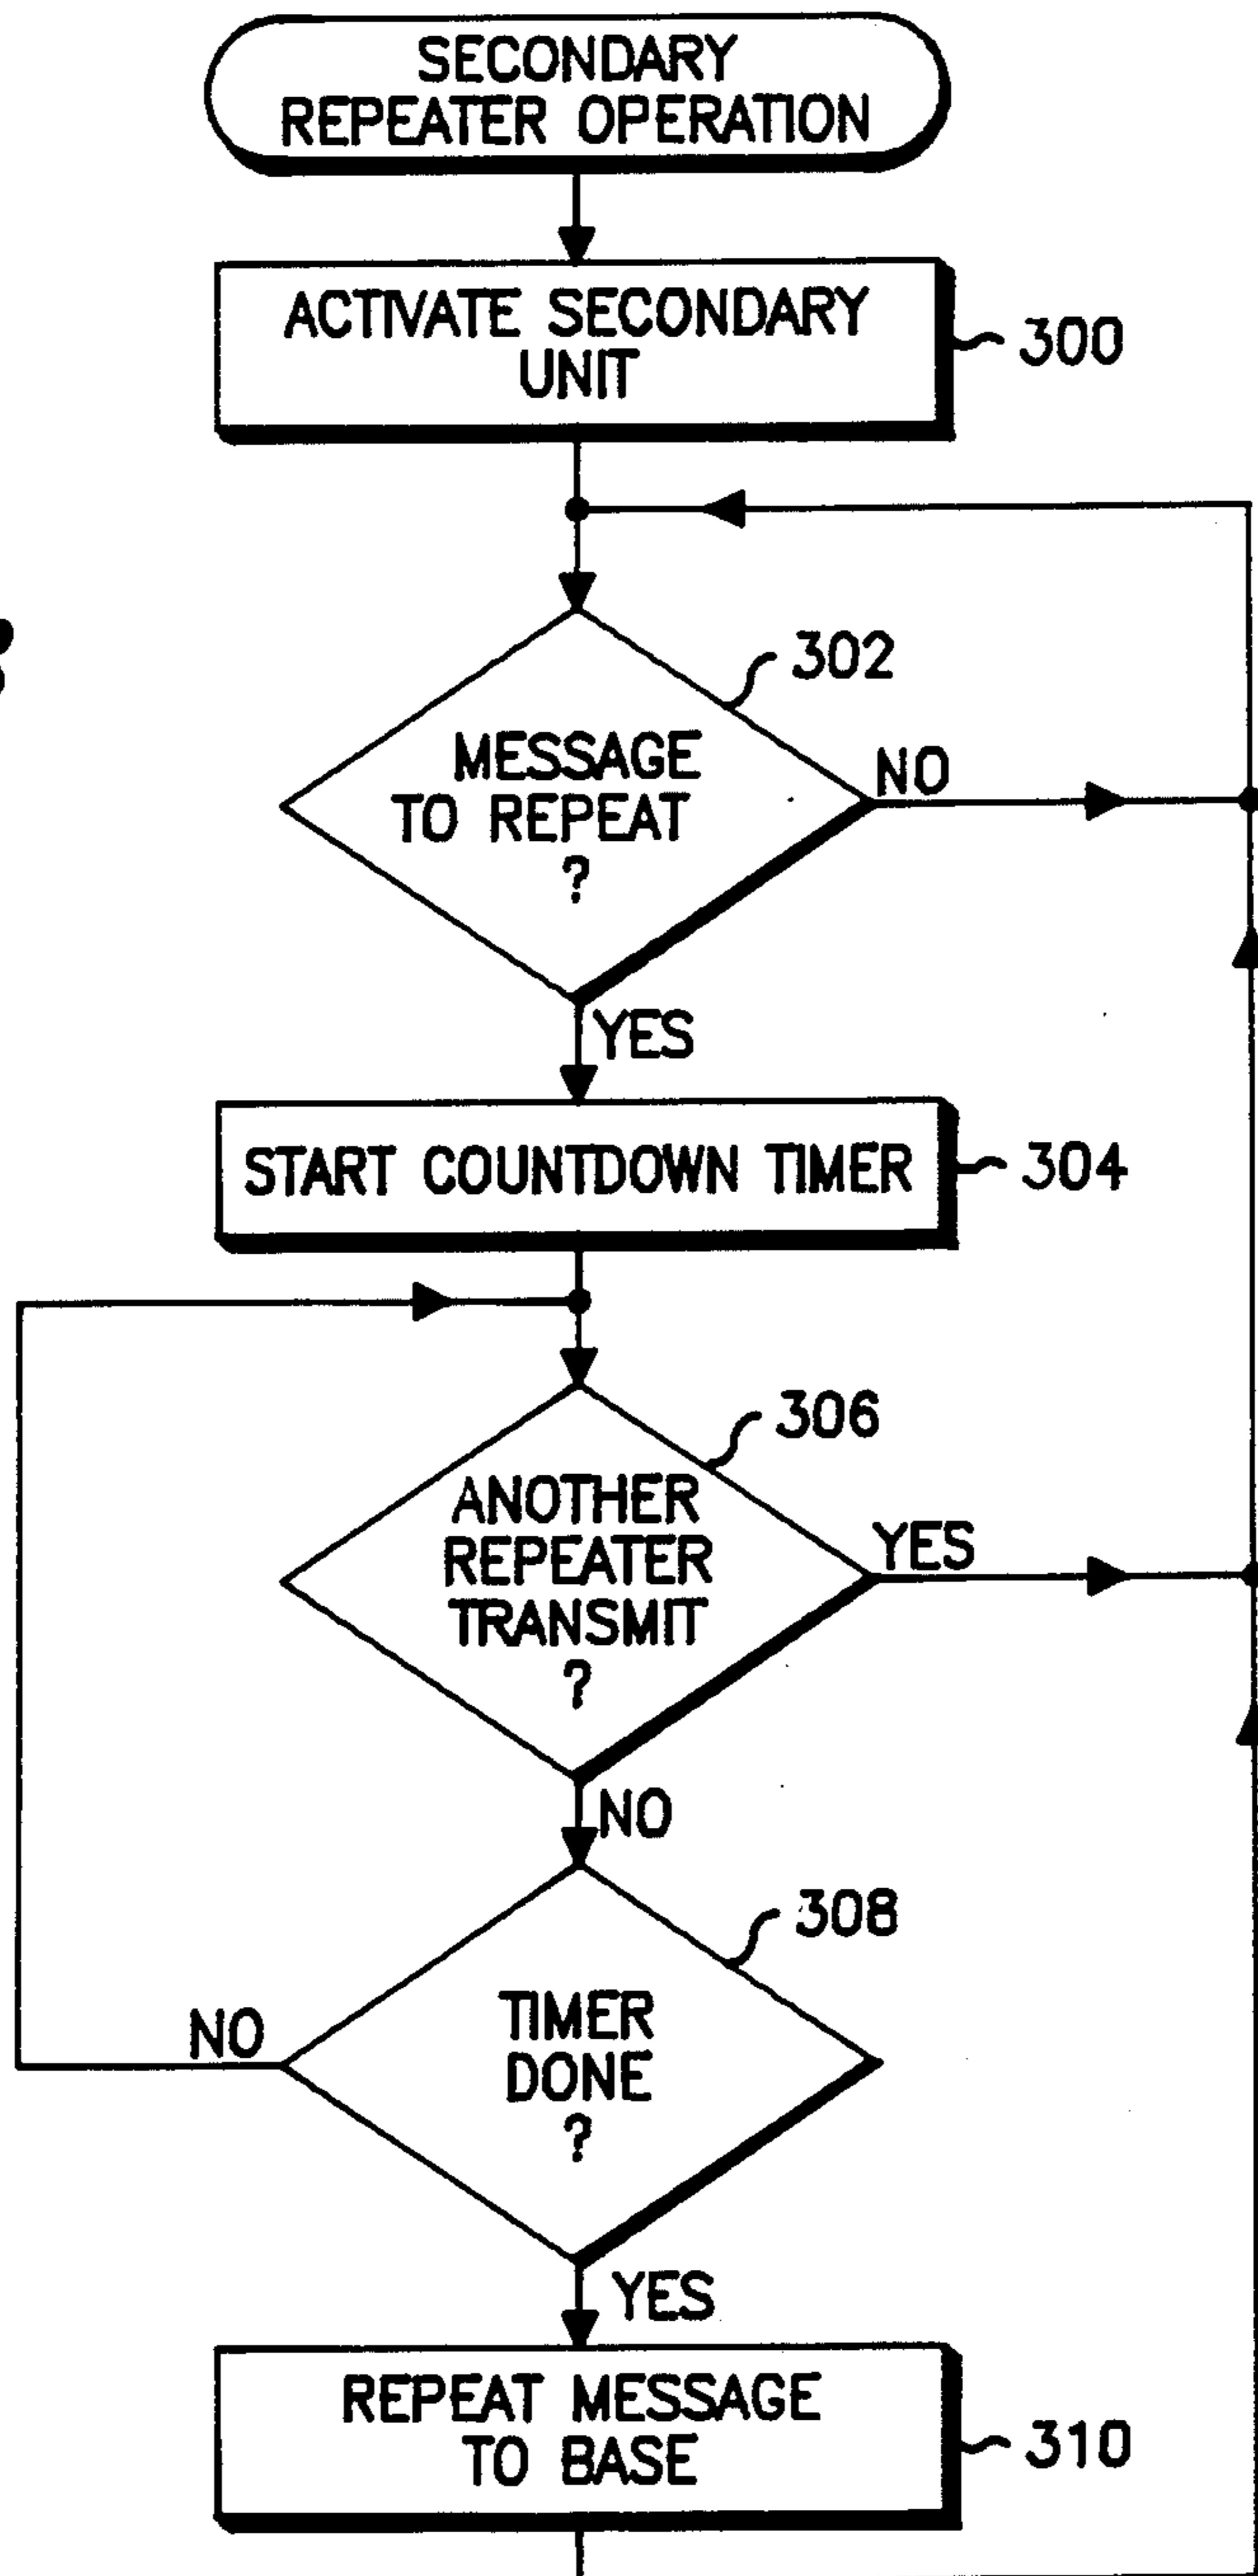 SECONDARY
REPEATER OPERATION
ACTIVATE SECONDARY
UNIT
300
302
MESSAGE
TO REPEAT
?
NO
YES
START COUNTDOWN TIMER
304
306
ANOTHER
REPEATER
TRANSMIT
?
YES
NO
308
TIMER
DONE
?
NO
YES
REPEAT MESSAGE
TO BASE
310